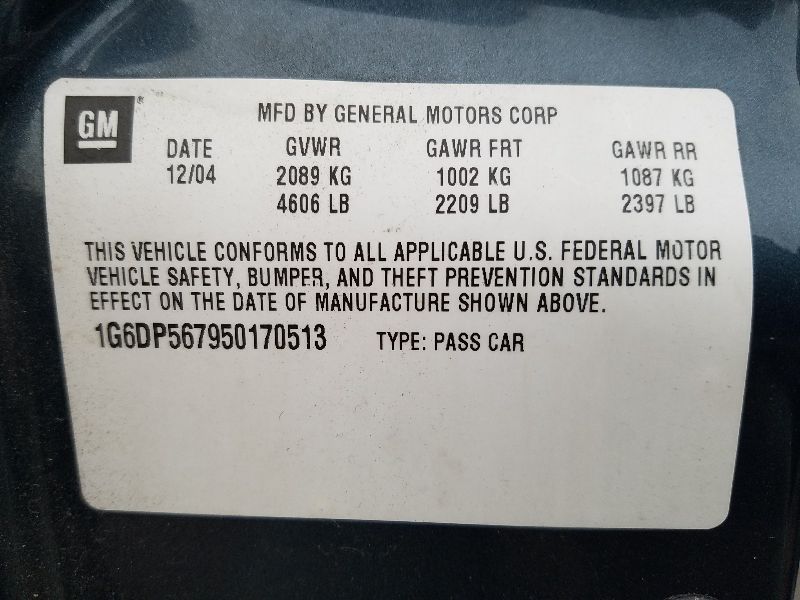 GM
MFD BY GENERAL MOTORS CORP
DATE GVWR GAWR FRT GAWR RR
12/04 2089 KG 1002 KG 1087 KG
4606 LB 2209 LB 2397 LB
THIS VEHICLE CONFORMS TO ALL APPLICABLE U.S. FEDERAL MOTOR
VEHICLE SAFETY, BUMPER, AND THEFT PREVENTION STANDARDS IN
EFFECT ON THE DATE OF MANUFACTURE SHOWN ABOVE.
1G6DP567950170513 TYPE: PASS CAR